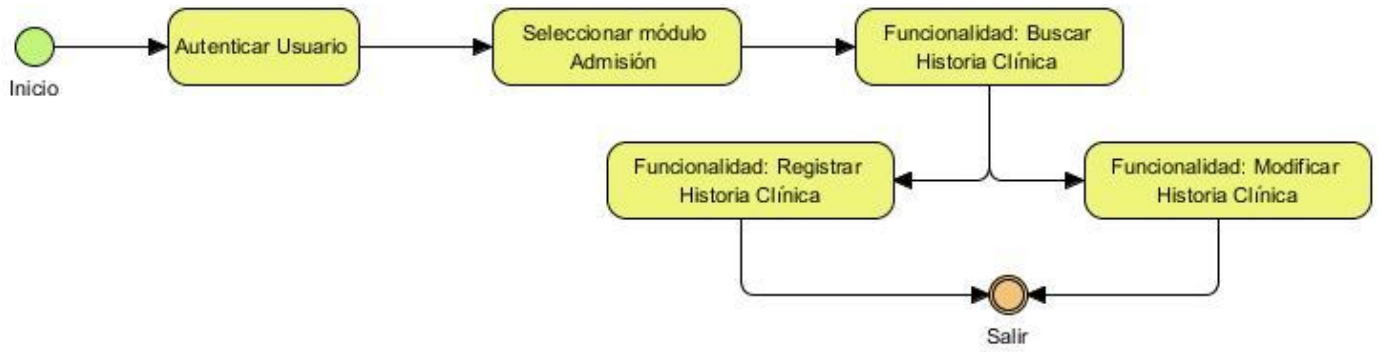 Inicio
Autenticar Usuario
Seleccionar módulo
Admisión
Funcionalidad: Buscar
Historia Clínica
Funcionalidad: Registrar
Historia Clínica
Funcionalidad: Modificar
Historia Clínica
Salir